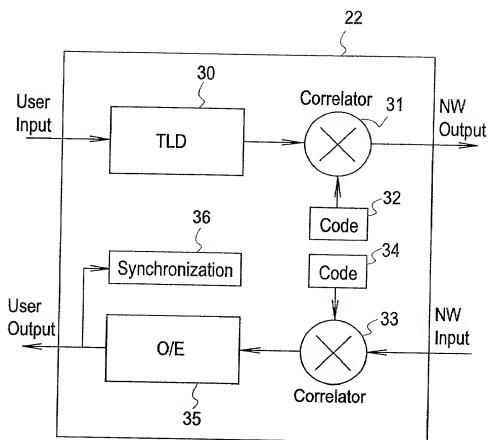 22
30
User
Input
TLD
Correlator
31
NW
Output
32
Code
36
34
Synchronization
Code
User
Output
33
NW
Input
O/E
Correlator
35